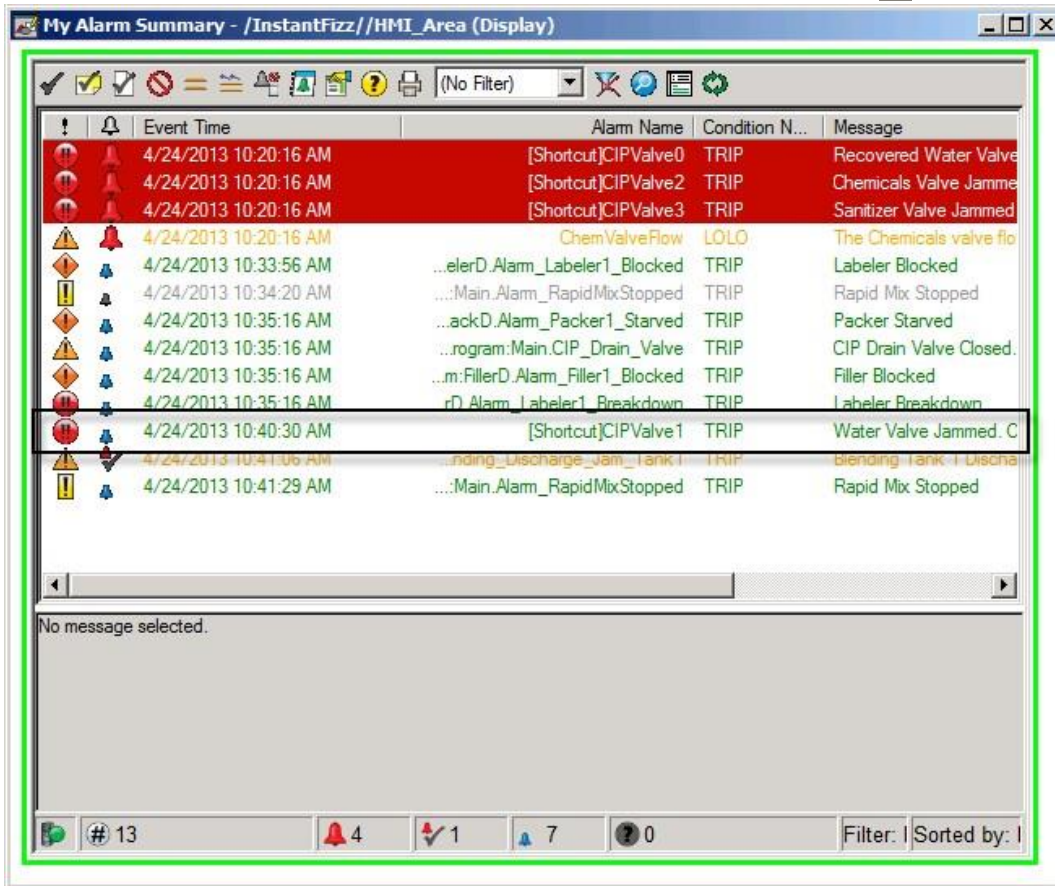 My Alarm Summary - /InstantFizz//HMI_Area (Display)
(No Filter)
! Event Time Alarm Name Condition N... Message
4/24/2013 10:20:16 AM [Shortcut]CIPValve0 TRIP Recovered Water Valve
4/24/2013 10:20:16 AM [Shortcut]CIPValve2 TRIP Chemicals Valve Jamme
4/24/2013 10:20:16 AM [Shortcut]CIPValve3 TRIP Sanitizer Valve Jammed
4/24/2013 10:20:16 AM ChemValveFlow LOLO The Chemicals valve flo
4/24/2013 10:33:56 AM ...elerD.Alarm_Labeler1_Blocked TRIP Labeler Blocked
4/24/2013 10:34:20 AM ...:Main.Alarm_RapidMixStopped TRIP Rapid Mix Stopped
4/24/2013 10:35:16 AM ...ackD.Alarm_Packer1_Starved TRIP Packer Starved
4/24/2013 10:35:16 AM ...rogram:Main.CIP_Drain_Valve TRIP CIP Drain Valve Closed.
4/24/2013 10:35:16 AM ...m:FillerD.Alarm_Filler1_Blocked TRIP Filler Blocked
4/24/2013 10:35:16 AM rD.Alarm_Labeler1_Breakdown TRIP Labeler Breakdown
4/24/2013 10:40:30 AM [Shortcut]CIPValve1 TRIP Water Valve Jammed. C
4/24/2013 10:41:06 AM ...nding_Discharge_Jam_Tank1 TRIP Blending Tank 1 Discha
4/24/2013 10:41:29 AM ...:Main.Alarm_RapidMixStopped TRIP Rapid Mix Stopped
No message selected.
# 13 4 1 7 ? 0 Filter: Sorted by: